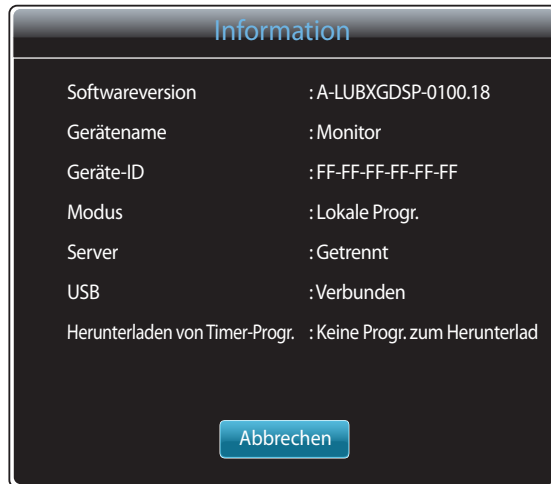 Information
Softwareversion : A-LUBXGDSP-0100.18
Gerätename : Monitor
Geräte-ID : FF-FF-FF-FF-FF-FF
Modus : Lokale Progr.
Server : Getrennt
USB : Verbunden
Herunterladen von Timer-Progr. : Keine Progr. zum Herunterlad
Abbrechen